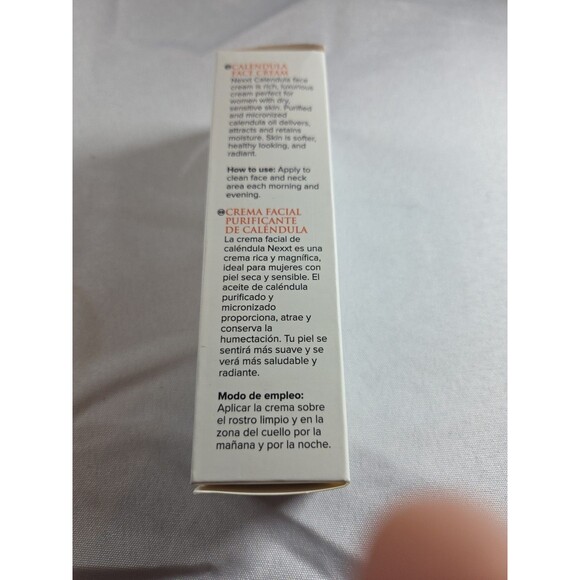 CALENDULA
FACE CREAM
Nexxt Calendula face
cream is rich, luxurious
cream perfect for
women with dry,
sensitive skin. Purified
and micronized
calendula oil delivers,
attracts and retains
moisture. Skin is softer,
healthy looking, and
radiant.
How to use: Apply to
clean face and neck
area each morning and
evening.
CREMA FACIAL
PURIFICANTE
DE CALÉNDULA
La crema facial de
caléndula Nexxt es una
crema rica y magnífica,
ideal para mujeres con
piel seca y sensible. El
aceite de caléndula
purificado y
micronizado
proporciona, atrae y
conserva la
humectación. Tu piel se
sentirá más suave y se
verá más saludable y
radiante.
Modo de empleo:
Aplicar la crema sobre
el rostro limpio y en la
zona del cuello por la
mañana y por la noche.